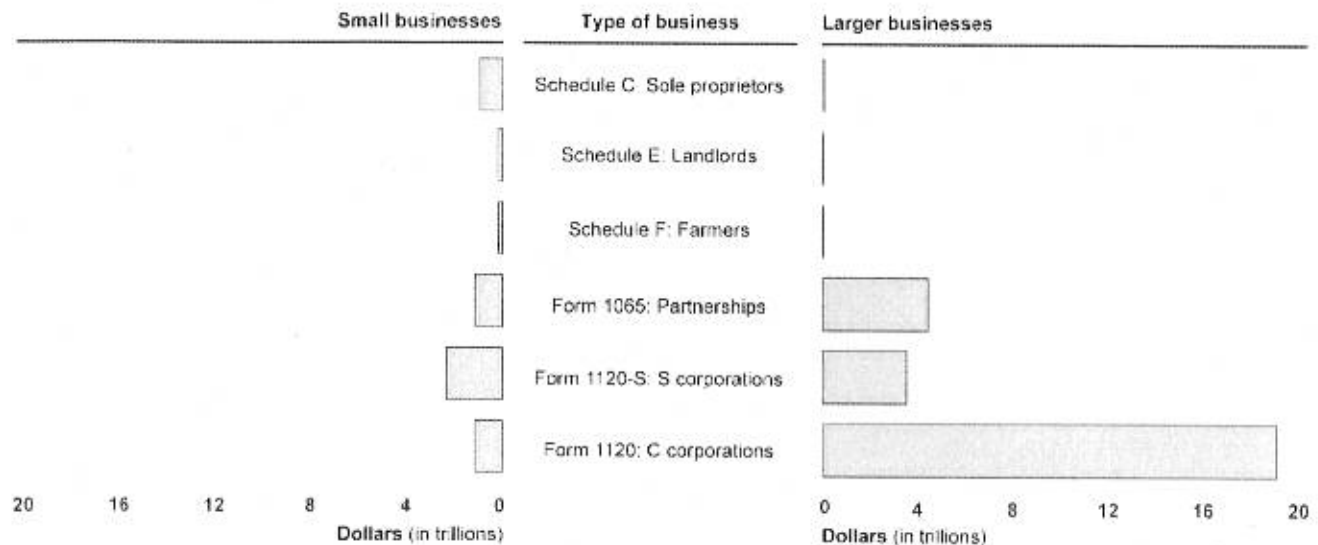 Small businesses Type of business Larger businesses
Schedule C: Sole proprietors
Schedule E: Landlords
Schedule F: Farmers
Form 1065: Partnerships
Form 1120-S: S corporations
Form 1120: C corporations
20 16 12 8 4 0 0 4 8 12 16 20
Dollars (in trillions) Dollars (in trillions)